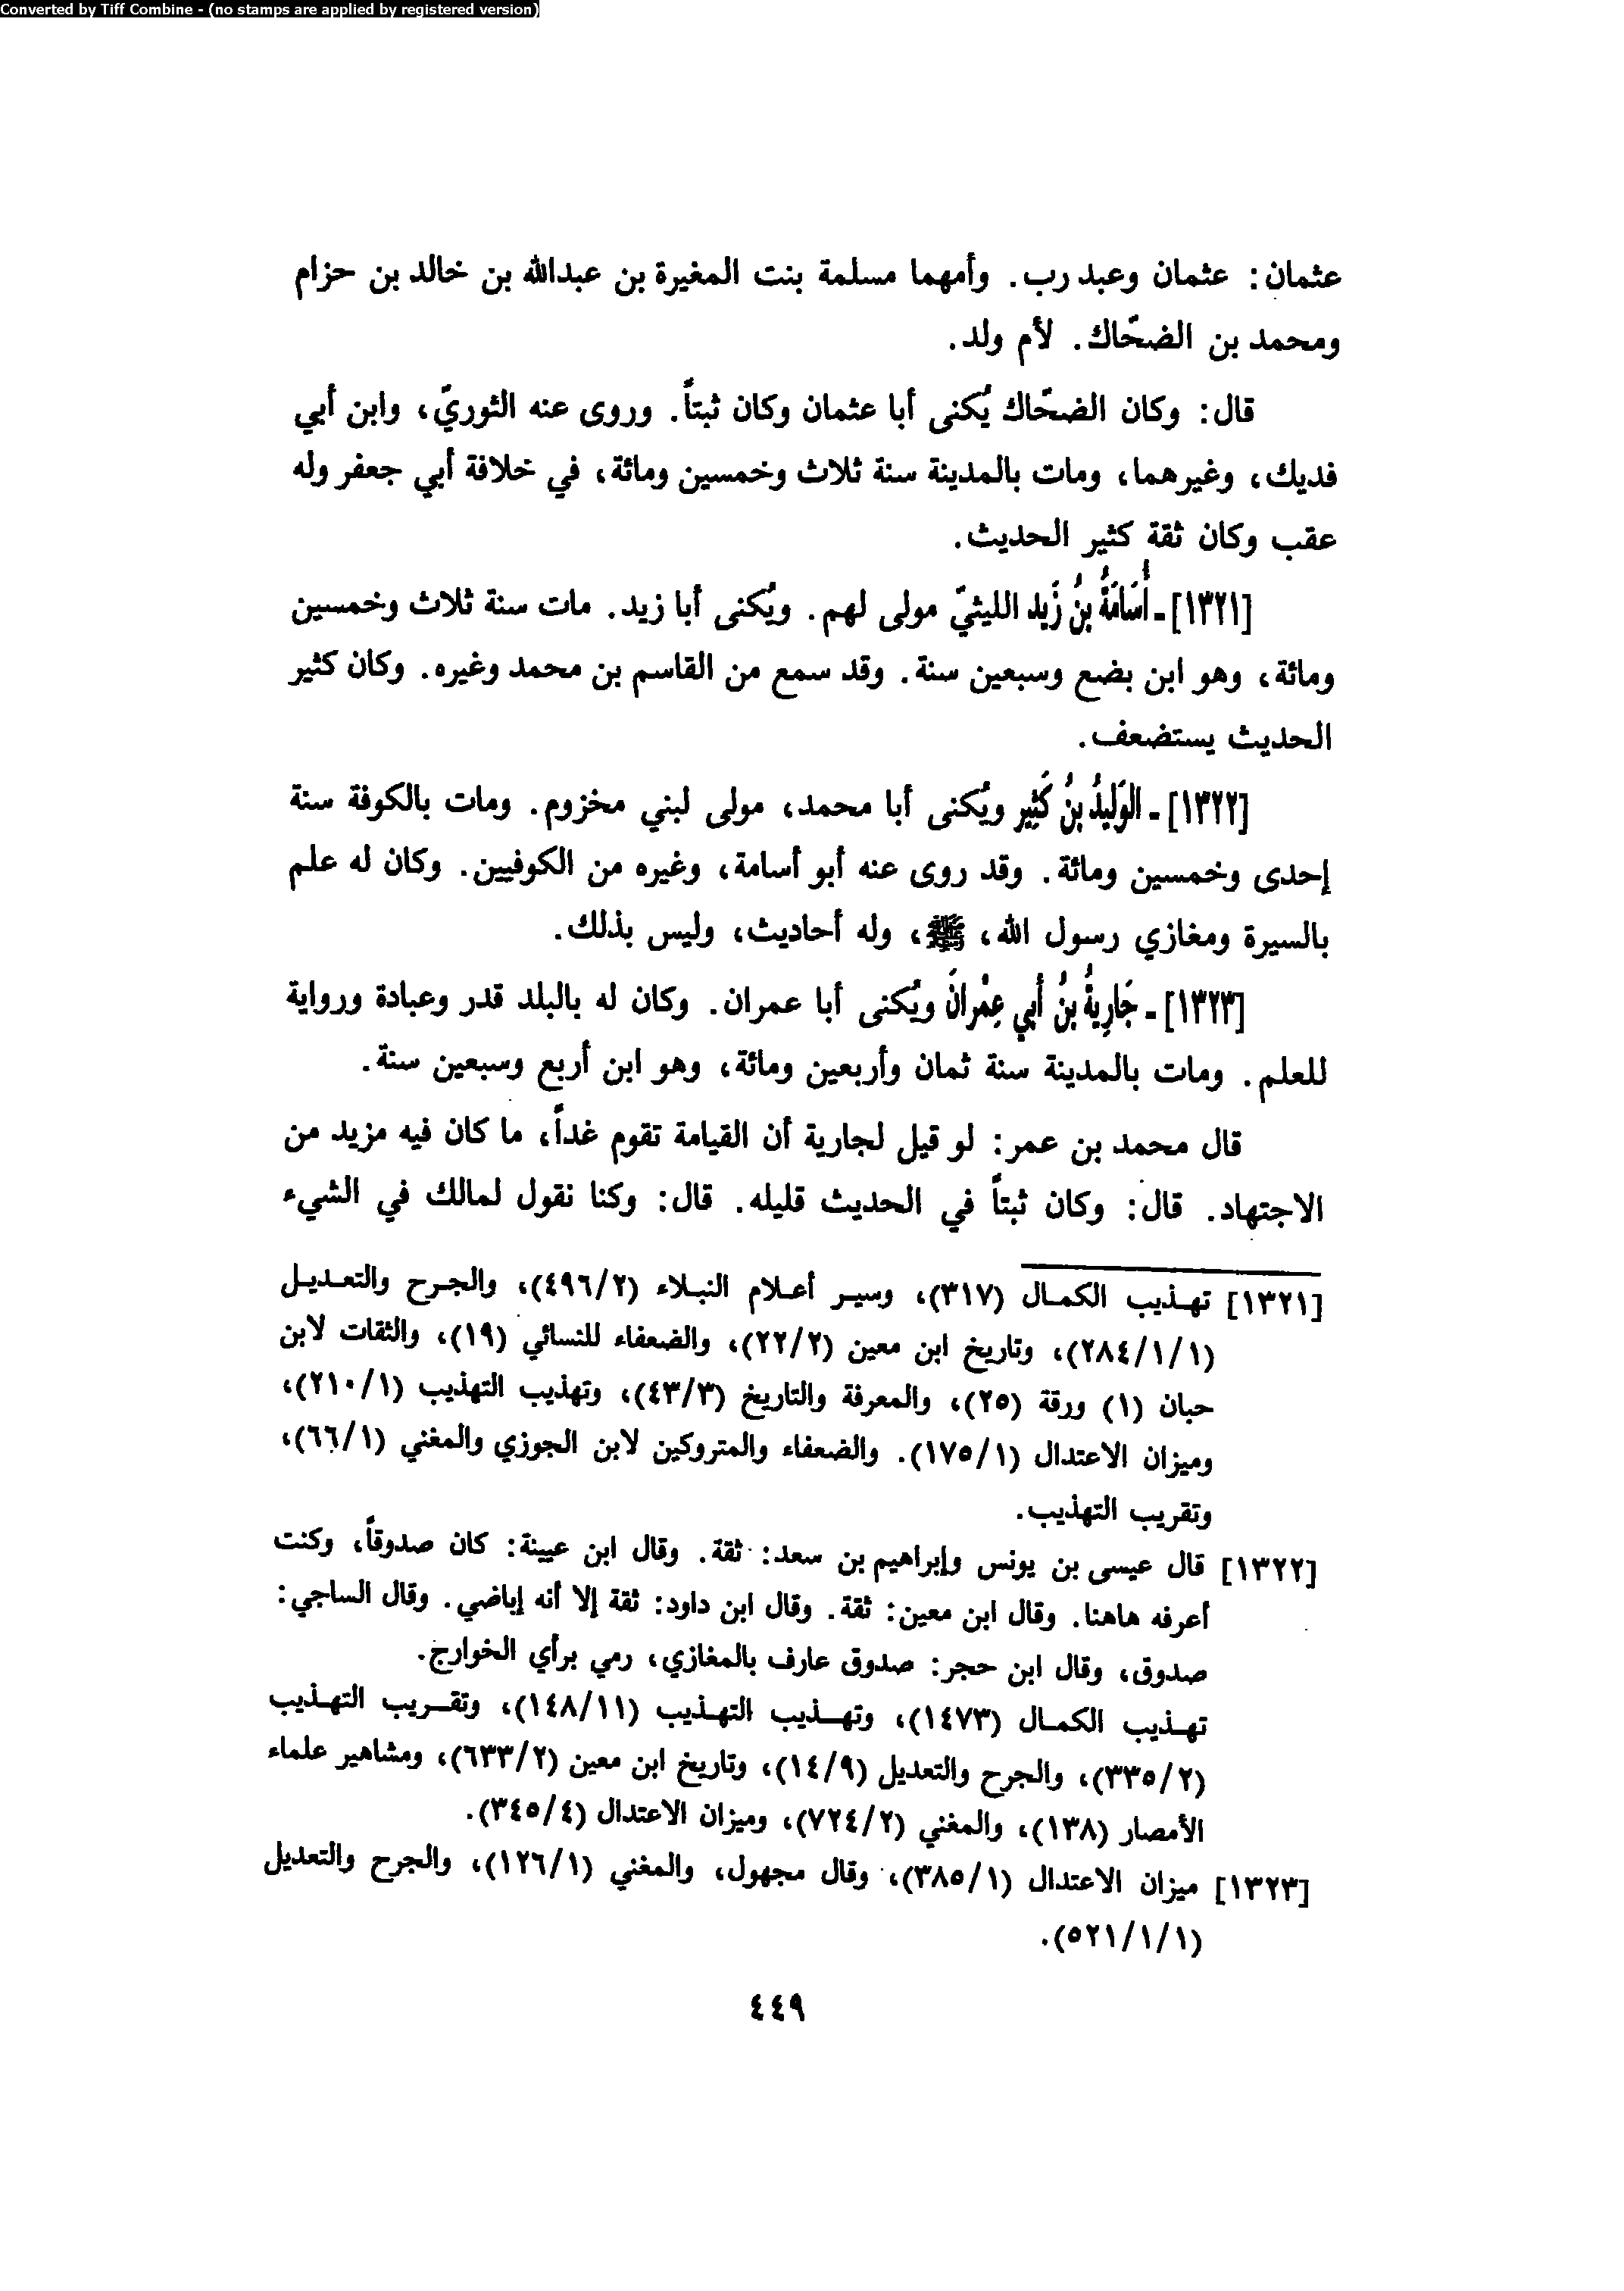 Converted by Tiff Combine - (no stamps are applied by registered version)
عثمان: عثمان وعبد رب. وأمهما مسلمة بنت المغيرة بن عبدالله بن خالد بن حزام
ومحمد بن الضحّاك. لأم ولد.
قال: وكان الضحّاك يُكنى أبا عثمان وكان ثبتاً. وروى عنه الثوريّ، وابن أبي
فديك، وغيرهما، ومات بالمدينة سنة ثلاث وخمسين ومائة، في خلافة أبي جعفر وله
عقب وكان ثقة كثير الحديث.
[١٣٢١] - أُسَامَةُ بنُ زَيد الليثيّ مولى لهم. ويُكنى أبا زيد. مات سنة ثلاث وخمسين
ومائة، وهو ابن بضع وسبعين سنة. وقد سمع من القاسم بن محمد وغيره. وكان كثير
الحديث يستضعف.
[١٣٢٢] - الوَليدُ بنُ كَثِير ويُكنى أبا محمد، مولى لبني مخزوم. ومات بالكوفة سنة
إحدى وخمسين ومائة. وقد روى عنه أبو أسامة، وغيره من الكوفيين. وكان له علم
بالسيرة ومغازي رسول الله، ﷺ، وله أحاديث، وليس بذلك.
[١٣٢٣] - جَارِيةُ بنُ أَبي عِمْرانَ ويُكنى أبا عمران. وكان له بالبلد قدر وعبادة ورواية
للعلم. ومات بالمدينة سنة ثمان وأربعين ومائة، وهو ابن أربع وسبعين سنة.
قال محمد بن عمر: لو قيل لجارية أن القيامة تقوم غداً، ما كان فيه مزيد من
الاجتهاد. قال: وكان ثبتاً في الحديث قليله. قال: وكنا نقول لمالك في الشيء
[١٣٢١] تهـذيب الكمـال (٣١٧)، وسيـر أعـلام النبـلاء (٤٩٦/٢)، والجـرح والتعـديـل
(٢٨٤/١/١)، وتاريخ ابن معين (٢٢/٢)، والضعفاء للنسائي (١٩)، والثقات لابن
حبان (١) ورقة (٢٥)، والمعرفة والتاريخ (٤٣/٣)، وتهذيب التهذيب (٢١٠/١)،
وميزان الاعتدال (١٧٥/١). والضعفاء والمتروكين لابن الجوزي والمغني (٦٦/١)،
وتقريب التهذيب.
[١٣٢٢] قال عيسى بن يونس وإبراهيم بن سعد: ثقة. وقال ابن عيينة: كان صدوقاً، وكنت
أعرفه هاهنا. وقال ابن معين: ثقة. وقال ابن داود: ثقة إلا أنه إباضي. وقال الساجي:
صدوق، وقال ابن حجر: صدوق عارف بالمغازي، رمي برأي الخوارج.
تهـذيب الكمـال (١٤٧٣)، وتهـذيب التهـذيب (١٤٨/١١)، وتقـريب التهـذيب
(٣٣٥/٢)، والجرح والتعديل (١٤/٩)، وتاريخ ابن معين (٦٣٣/٢)، ومشاهير علماء
الأمصار (١٣٨)، والمغني (٧٢٤/٢)، وميزان الاعتدال (٣٤٥/٤).
[١٣٢٣] ميزان الاعتدال (٣٨٥/١)، وقال مجهول، والمغني (١٢٦/١)، والجرح والتعديل
(٥٢١/١/١).
٤٤٩